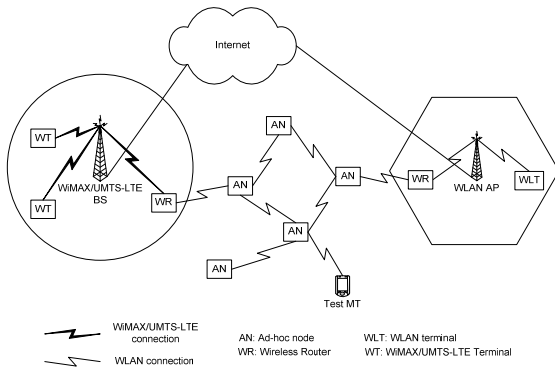 Internet
AN
WT
AN
WiMAX/UMTS-LTE
BS
WR
WLAN AP
WLT
AN
WT
WR
AN
AN
Test MT
WiMAX/UMTS-LTE
connection
WLAN connection
AN: Ad-hoc node
WR: Wireless Router
WLT: WLAN terminal
WT: WiMAX/UMTS-LTE Terminal